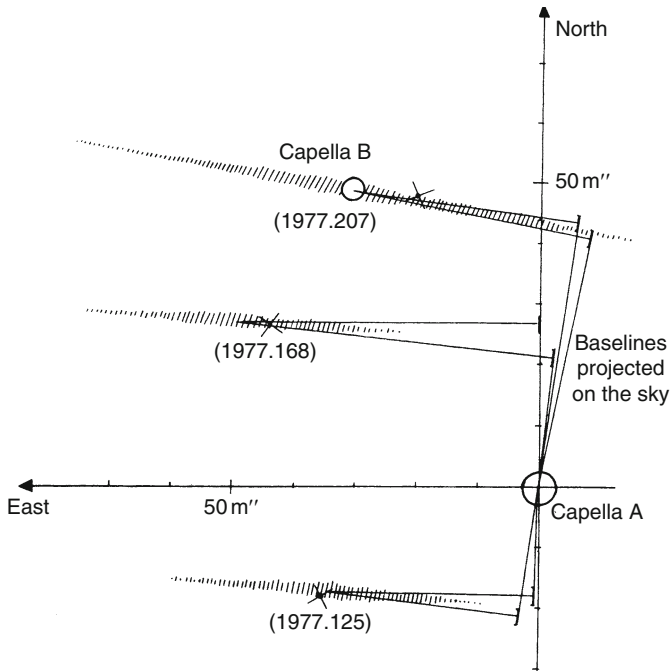 North
Capella B
50 m"
(1977.207)
(1977.168)
Baselines
projected
on the sky
East
50 m"
Capella A
(1977.125)